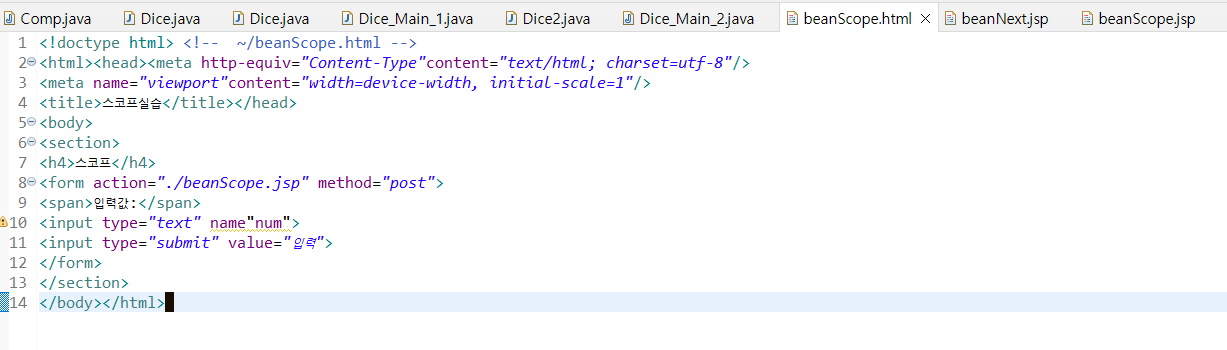 Comp.java Dice.java Dice.java Dice_Main_1.java Dice2.java Dice_Main_2.java beanScope.html beanNext.jsp beanScope.jsp
1 <!doctype html> <!--  ~/beanScope.html -->
2 <html><head><meta http-equiv="Content-Type"content="text/html; charset=utf-8"/>
3 <meta name="viewport"content="width=device-width, initial-scale=1"/>
4 <title>스코프실습</title></head>
5 <body>
6 <section>
7 <h4>스코프</h4>
8 <form action="./beanScope.jsp" method="post">
9 <span>입력값:</span>
10 <input type="text" name"num">
11 <input type="submit" value="입력">
12 </form>
13 </section>
14 </body></html>